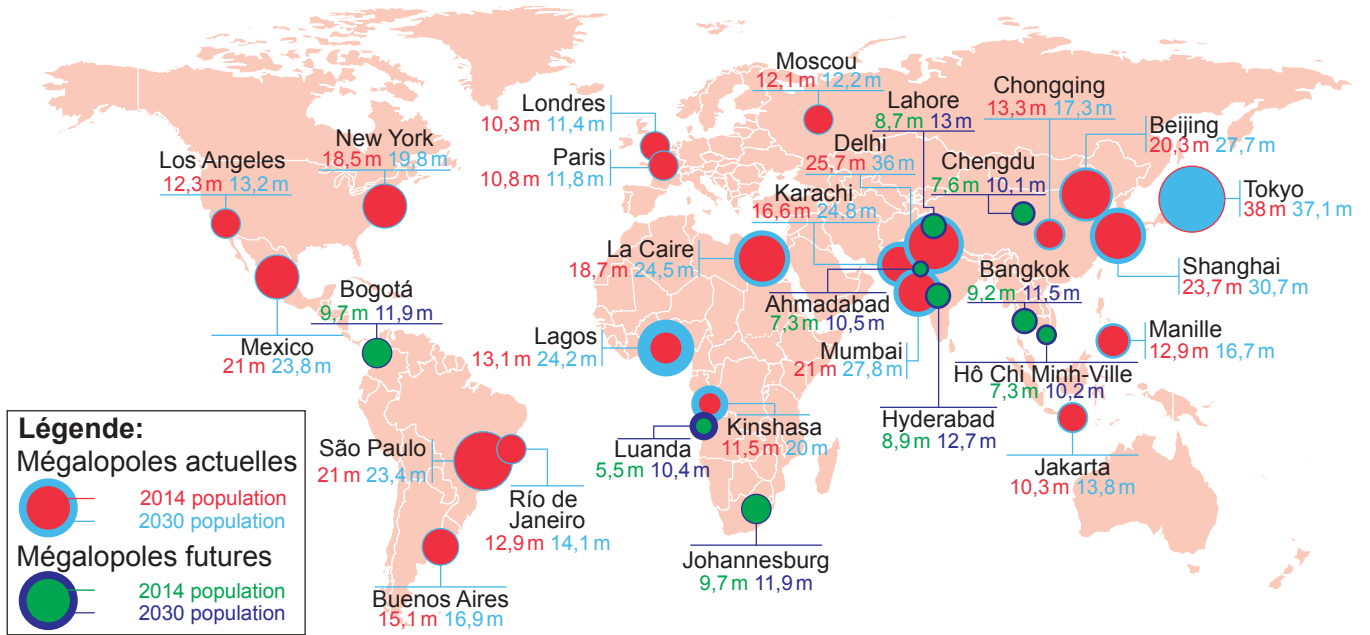 Moscou
12,1 m 12,2 m
Chongqing
13,3 m 17,3 m
Londres
10,3 m 11,4 m
Lahore
8,7 m 13 m
Beijing
20,3 m 27,7 m
New York
18,5 m 19,8 m
Los Angeles
12,3 m 13,2 m
Paris
10,8 m 11,8 m
Delhi
25,7 m 36 m
Chengdu
7,6 m 10,1 m
Tokyo
38 m 37,1 m
Karachi
16,6 m 24,8 m
La Caire
18,7 m 24,5 m
Shanghai
23,7 m 30,7 m
Bangkok
9,2 m 11,5 m
Bogotá
9,7 m 11,9 m
Ahmadabad
7,3 m 10,5 m
Manille
12,9 m 16,7 m
Mexico
21 m 23,8 m
Lagos
13,1 m 24,2 m
Mumbai
21 m 27,8 m
Hô Chi Minh-Ville
7,3 m 10,2 m
Hyderabad
8,9 m 12,7 m
Kinshasa
11,5 m 20 m
Luanda
5,5 m 10,4 m
São Paulo
21 m 23,4 m
Jakarta
10,3 m 13,8 m
Río de
Janeiro
12,9 m 14,1 m
Johannesburg
9,7 m 11,9 m
Buenos Aires
15,1 m 16,9 m
Légende:
Mégalopoles actuelles
2014 population
2030 population
Mégalopoles futures
2014 population
2030 population